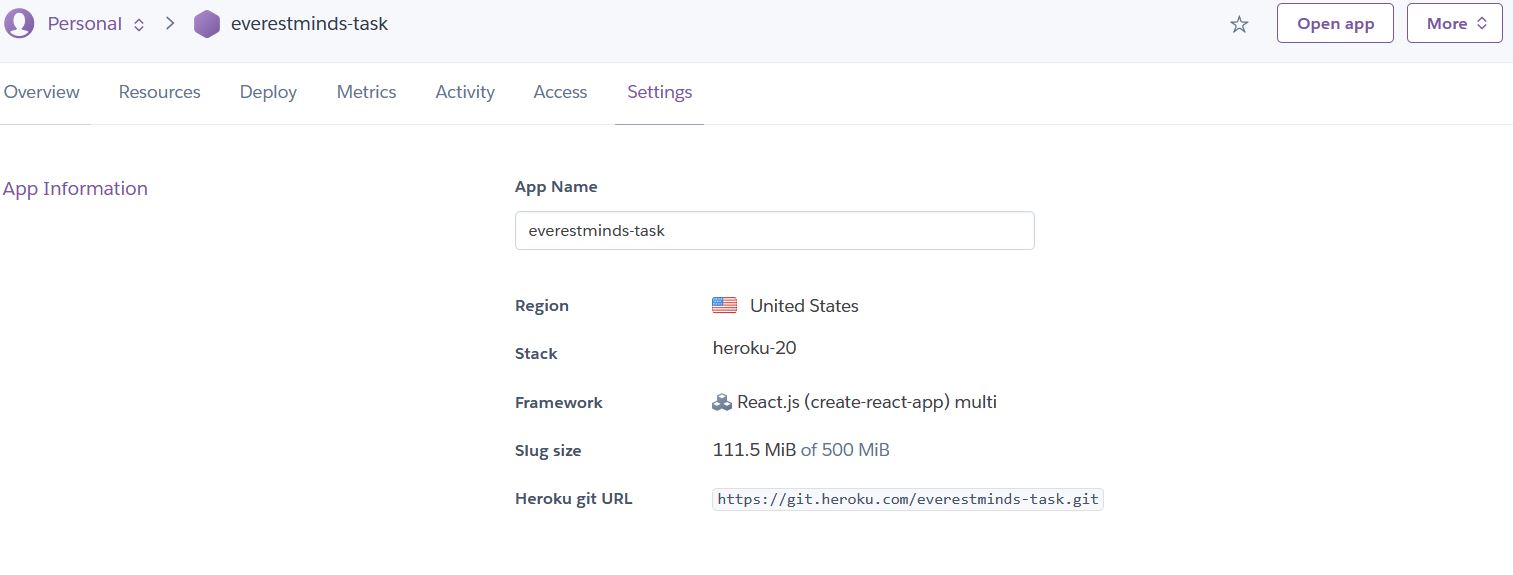 Personal > everestminds-task Open app More
Overview Resources Deploy Metrics Activity Access Settings
App Information
App Name
everestminds-task
Region United States
Stack heroku-20
Framework React.js (create-react-app) multi
Slug size 111.5 MiB of 500 MiB
Heroku git URL https://git.heroku.com/everestminds-task.git